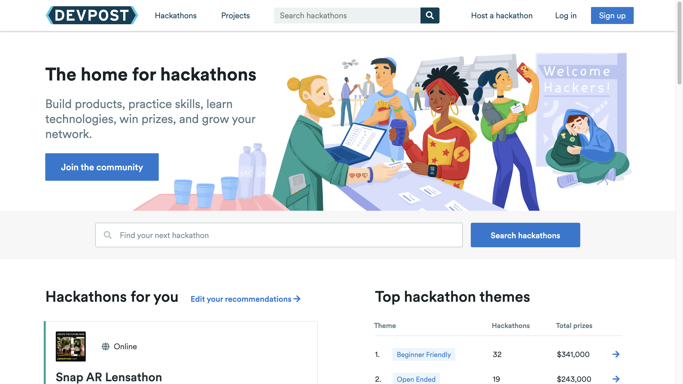 DEVPOST
Hackathons
Projects
Search hackathons
Host a hackathon
Log in
Sign up
The home for hackathons
Build products, practice skills, learn
technologies, win prizes, and grow your
network.
Join the community
Welcome
Hackers!
Find your next hackathon
Search hackathons
Hackathons for you
Edit your recommendations
Top hackathon themes
Theme Hackathons Total prizes
1. Beginner Friendly 32 $341,000
2. Open Ended 19 $243,000
Online
Snap AR Lensathon